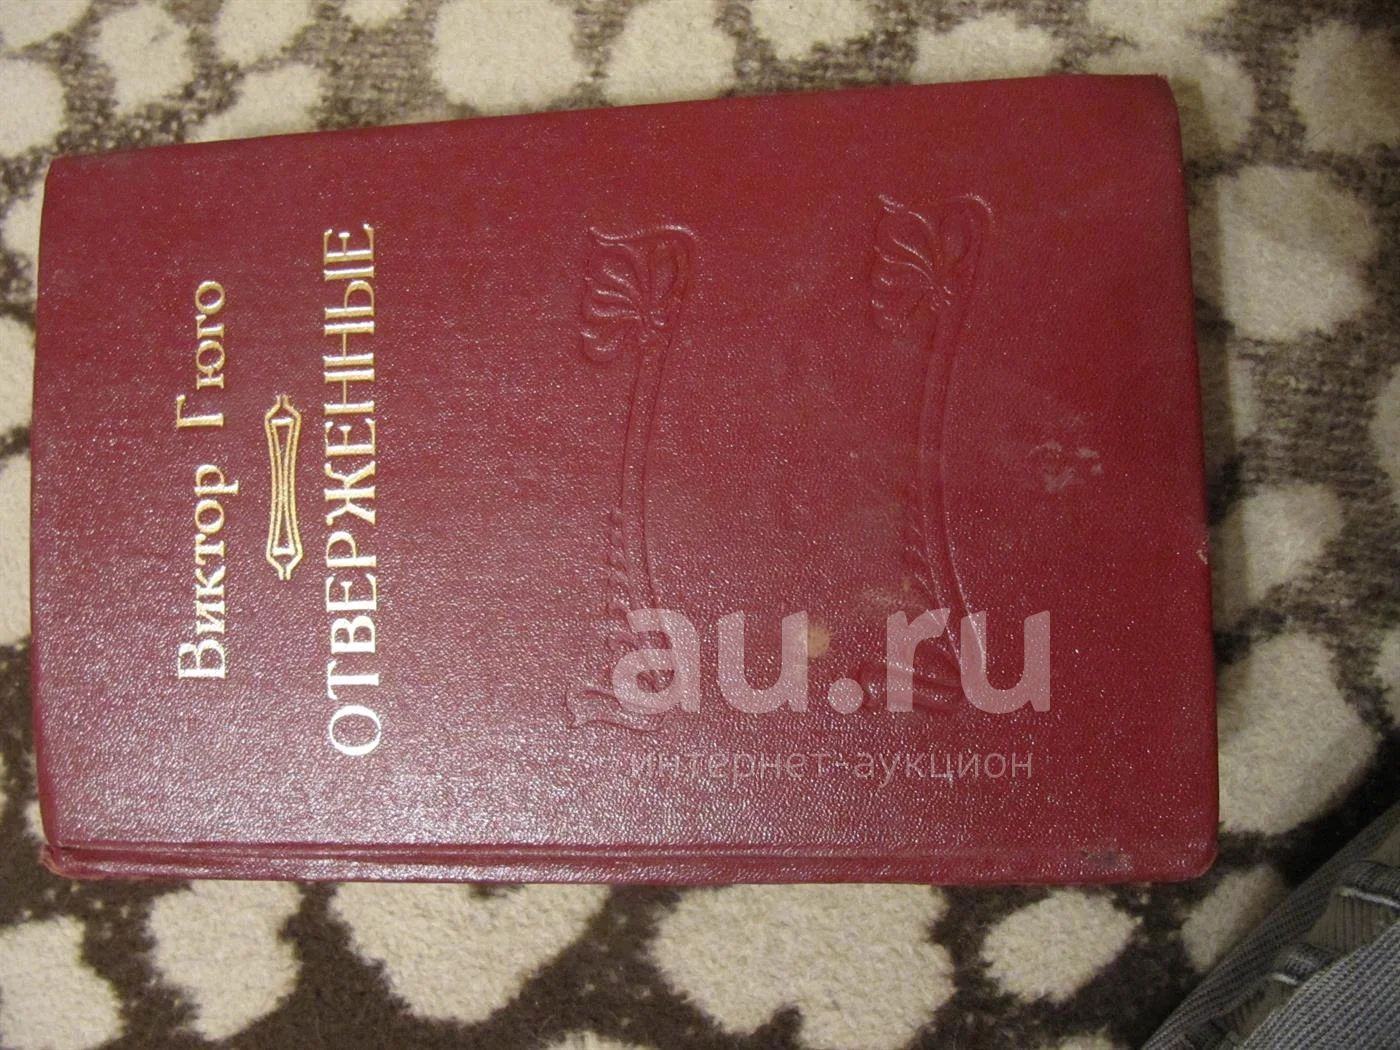 Виктор Гюго
ОТВЕРЖЕННЫЕ
au.ru
интернет-аукцион